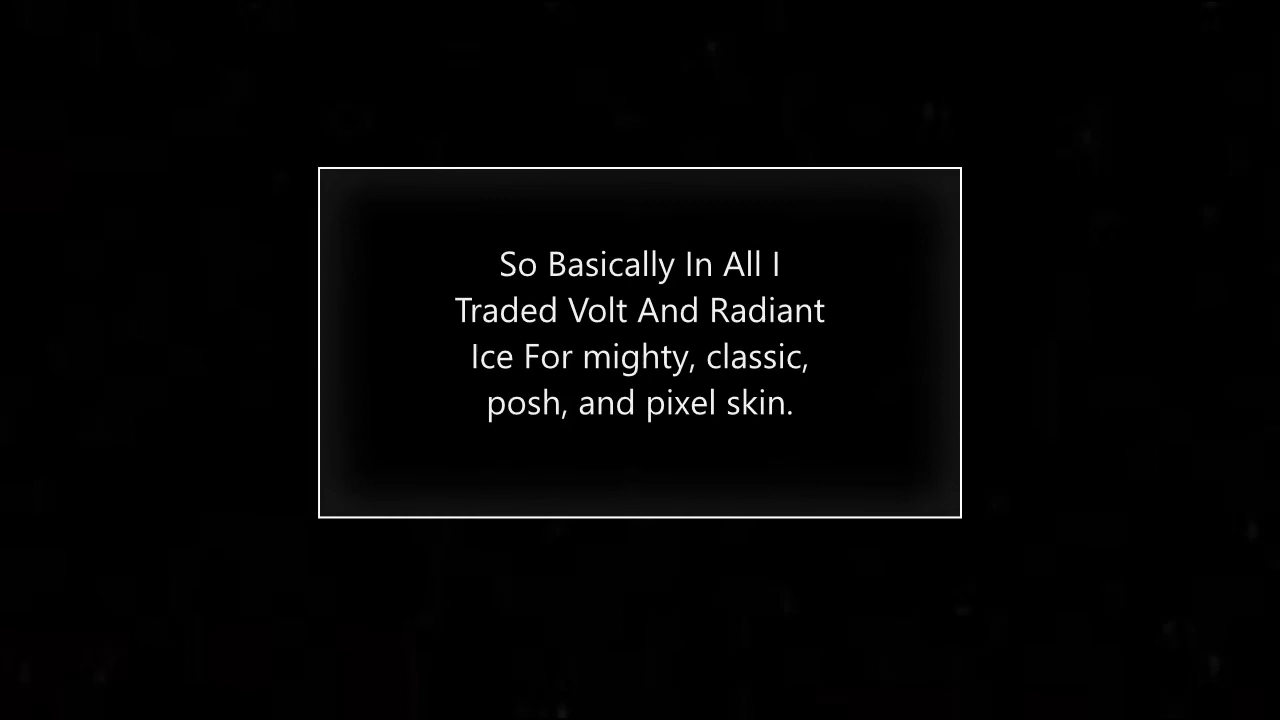 So Basically In All I
Traded Volt And Radiant
Ice For mighty, classic,
posh, and pixel skin.